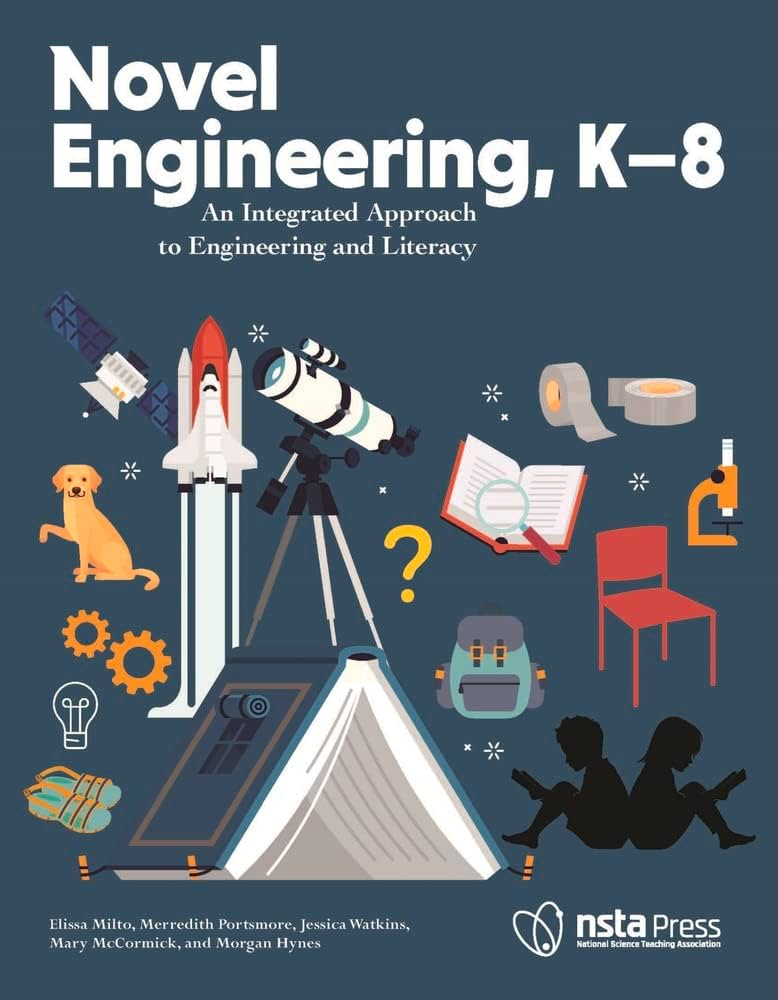 Novel
Engineering, K–8
An Integrated Approach
to Engineering and Literacy
?
Elissa Milto, Merredith Portsmore, Jessica Watkins,
Mary McCormick, and Morgan Hynes
nsta Press
National Science Teaching Association